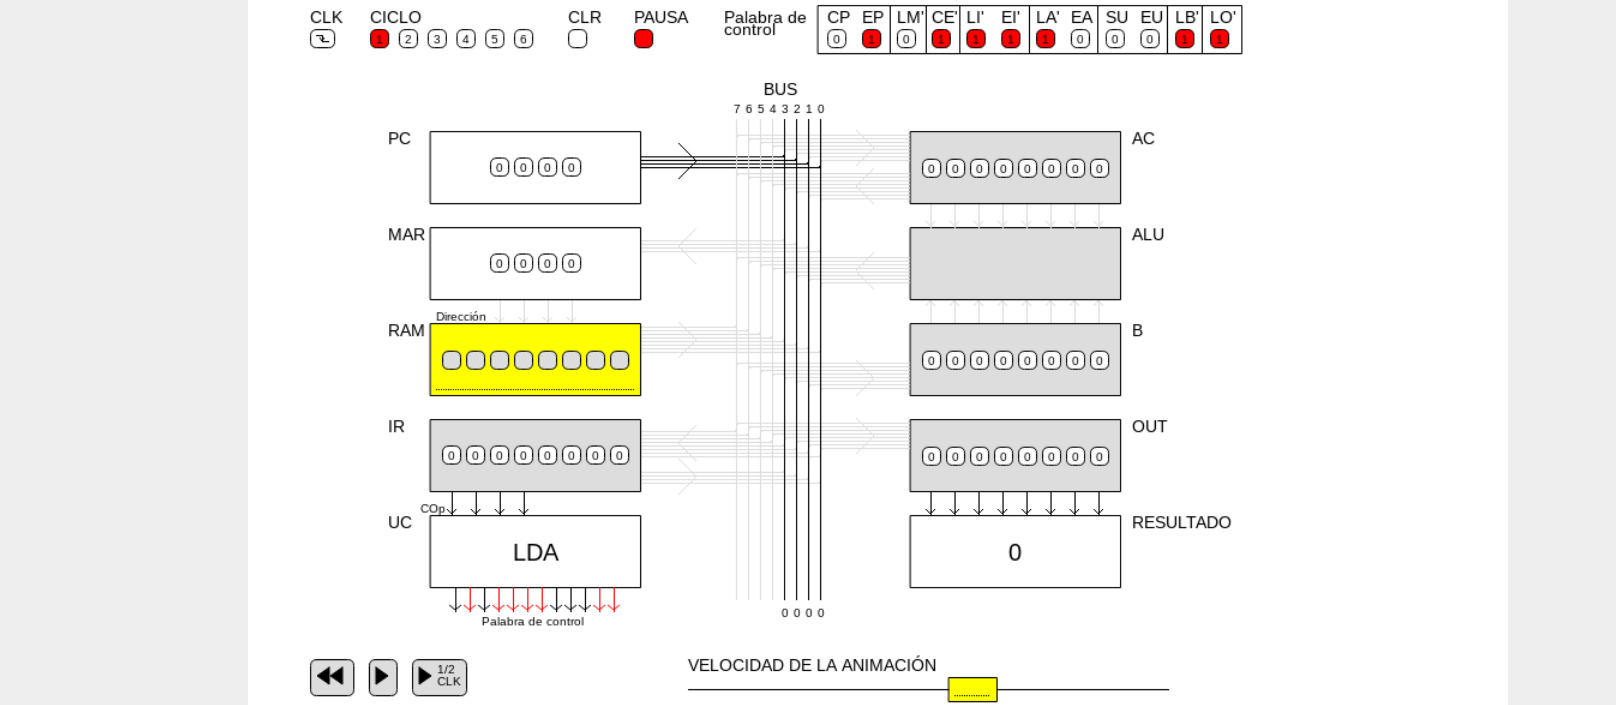 CLK CICLO CLR PAUSA Palabra de control CP EP LM' CE' LI' EI' LA' EA SU EU LB' LO'
1 2 3 4 5 6 0 1 0 1 1 1 1 0 0 0 1 1
BUS
7 6 5 4 3 2 1 0
PC 0 0 0 0 AC 0 0 0 0 0 0 0 0
MAR 0 0 0 0 ALU
Dirección
RAM B 0 0 0 0 0 0 0 0
IR 0 0 0 0 0 0 0 0 OUT 0 0 0 0 0 0 0 0
COp
UC LDA RESULTADO 0
Palabra de control 0 0 0 0
1/2 CLK
VELOCIDAD DE LA ANIMACIÓN